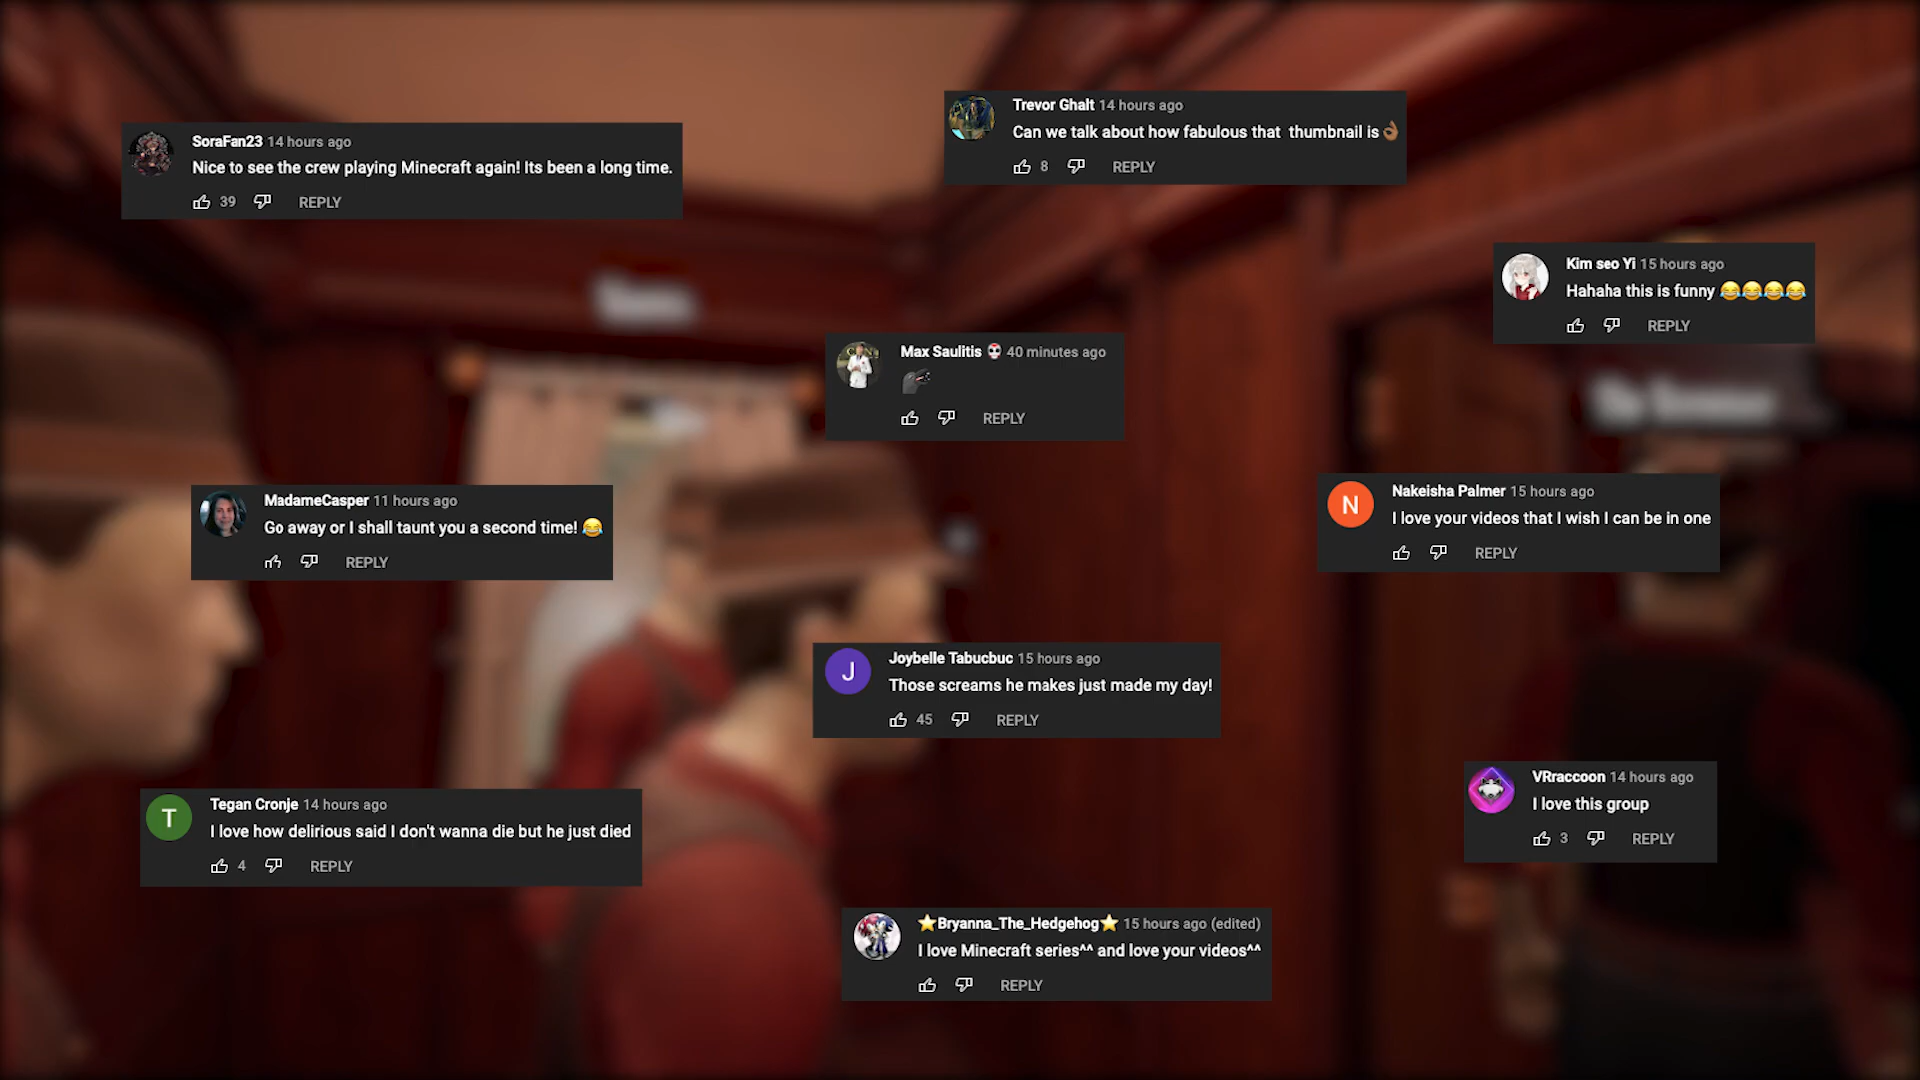 SoraFan23 14 hours ago
Nice to see the crew playing Minecraft again! Its been a long time.
39 REPLY
Trevor Ghalt 14 hours ago
Can we talk about how fabulous that thumbnail is👌🏾
8 REPLY
Kim seo Yi 15 hours ago
Hahaha this is funny 😂😂😂😂
REPLY
Max Saulitis 40 minutes ago
REPLY
MadameCasper 11 hours ago
Go away or I shall taunt you a second time! 😂
REPLY
N
Nakeisha Palmer 15 hours ago
I love your videos that I wish I can be in one
REPLY
J
Joybelle Tabucbuc 15 hours ago
Those screams he makes just made my day!
45 REPLY
T
Tegan Cronje 14 hours ago
I love how delirious said I don't wanna die but he just died
4 REPLY
VRraccoon 14 hours ago
I love this group
3 REPLY
⭐Bryanna_The_Hedgehog⭐ 15 hours ago (edited)
I love Minecraft series^^ and love your videos^^
REPLY